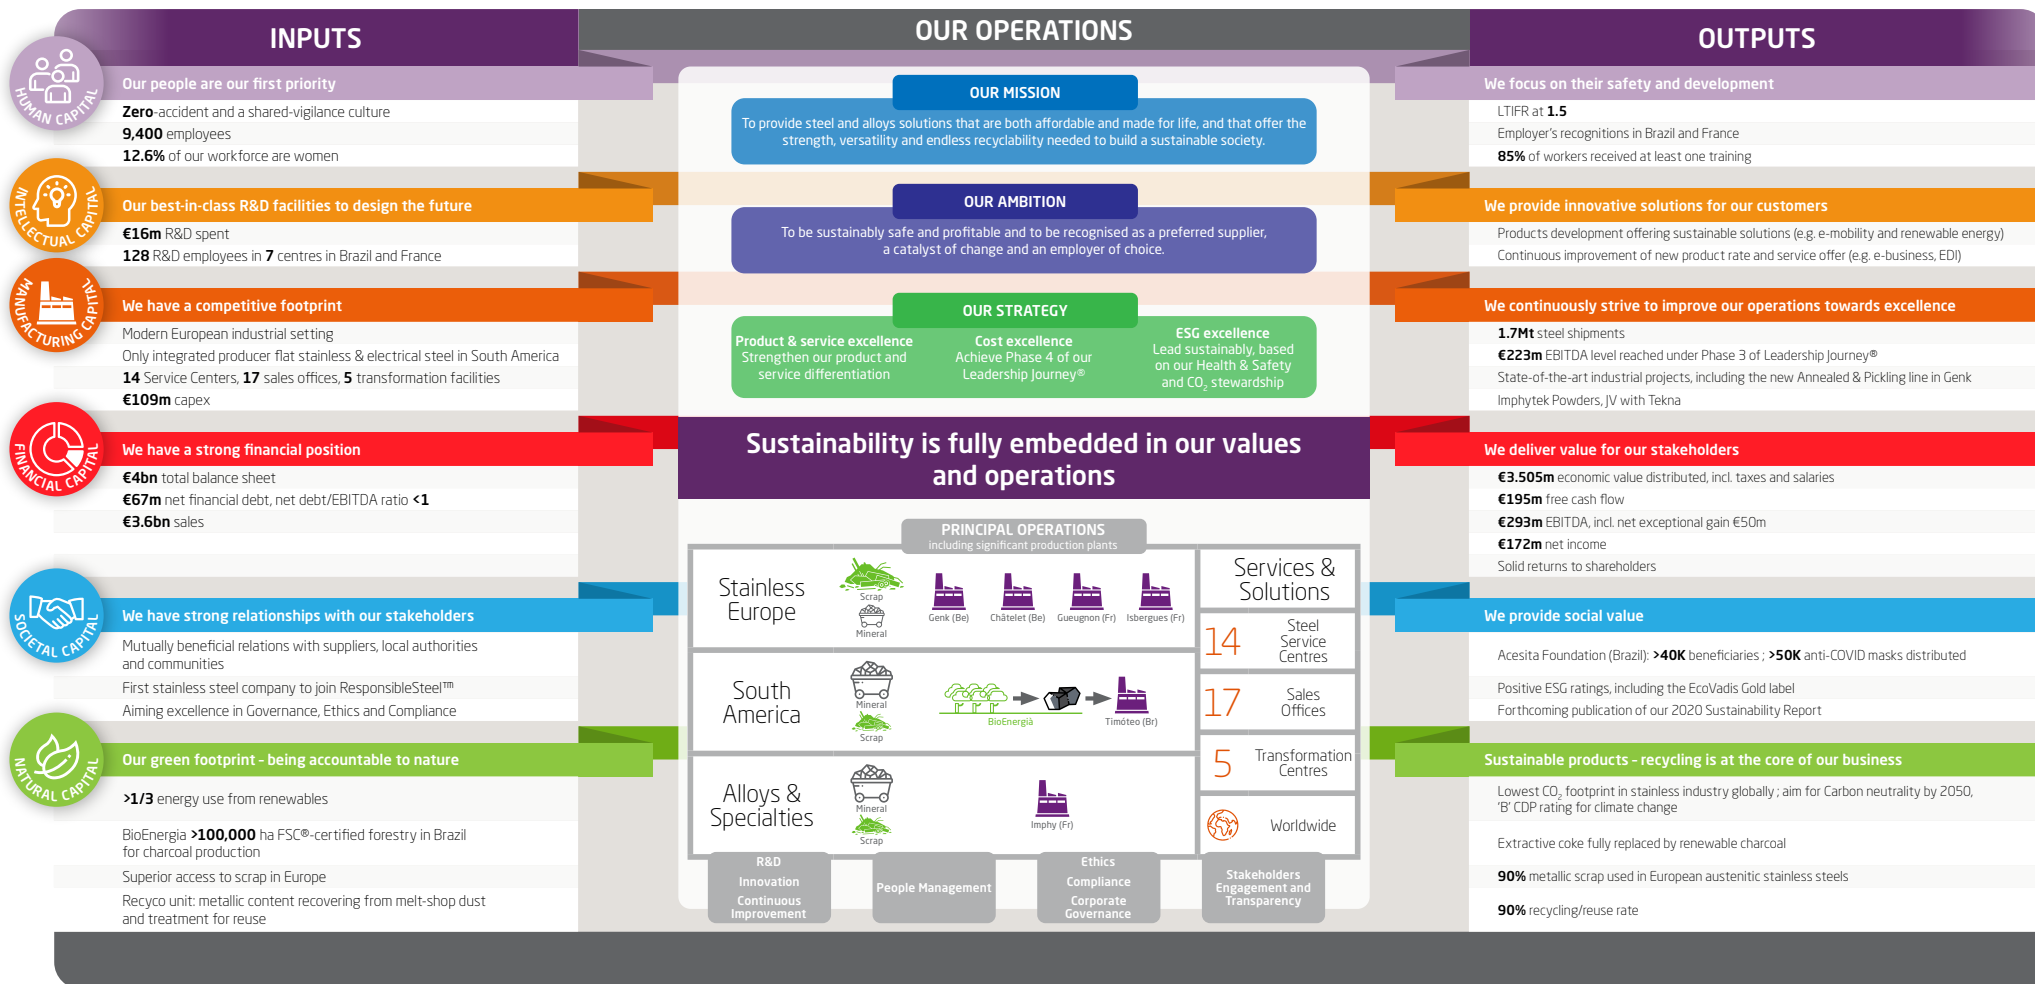 INPUTS
HUMAN CAPITAL
Our people are our first priority
Zero-accident and a shared-vigilance culture
9,400 employees
12.6% of our workforce are women
INTELLECTUAL CAPITAL
Our best-in-class R&D facilities to design the future
€16m R&D spent
128 R&D employees in 7 centres in Brazil and France
MANUFACTURING CAPITAL
We have a competitive footprint
Modern European industrial setting
Only integrated producer flat stainless & electrical steel in South America
14 Service Centers, 17 sales offices, 5 transformation facilities
€109m capex
FINANCIAL CAPITAL
We have a strong financial position
€4bn total balance sheet
€67m net financial debt, net debt/EBITDA ratio <1
€3.6bn sales
SOCIETAL CAPITAL
We have strong relationships with our stakeholders
Mutually beneficial relations with suppliers, local authorities
and communities
First stainless steel company to join ResponsibleSteel™
Aiming excellence in Governance, Ethics and Compliance
NATURAL CAPITAL
Our green footprint – being accountable to nature
>1/3 energy use from renewables
BioEnergia >100,000 ha FSC®-certified forestry in Brazil
for charcoal production
Superior access to scrap in Europe
Recyco unit: metallic content recovering from melt-shop dust
and treatment for reuse
OUR OPERATIONS
OUR MISSION
To provide steel and alloys solutions that are both affordable and made for life, and that offer the
strength, versatility and endless recyclability needed to build a sustainable society.
OUR AMBITION
To be sustainably safe and profitable and to be recognised as a preferred supplier,
a catalyst of change and an employer of choice.
OUR STRATEGY
Product & service excellence
Strengthen our product and
service differentiation
Cost excellence
Achieve Phase 4 of our
Leadership Journey®
ESG excellence
Lead sustainably, based
on our Health & Safety
and CO2 stewardship
Sustainability is fully embedded in our values
and operations
PRINCIPAL OPERATIONS
including significant production plants
Stainless
Europe
Scrap
Mineral
Genk (Be)
Châtelet (Be)
Gueugnon (Fr)
Isbergues (Fr)
South
America
Mineral
Scrap
BioEnergià
Timóteo (Br)
Alloys &
Specialties
Mineral
Scrap
Imphy (Fr)
Services &
Solutions
14 Steel
Service
Centres
17 Sales
Offices
5 Transformation
Centres
Worldwide
R&D
Innovation
Continuous
Improvement
People Management
Ethics
Compliance
Corporate
Governance
Stakeholders
Engagement and
Transparency
OUTPUTS
We focus on their safety and development
LTIFR at 1.5
Employer's recognitions in Brazil and France
85% of workers received at least one training
We provide innovative solutions for our customers
Products development offering sustainable solutions (e.g. e-mobility and renewable energy)
Continuous improvement of new product rate and service offer (e.g. e-business, EDI)
We continuously strive to improve our operations towards excellence
1.7Mt steel shipments
€223m EBITDA level reached under Phase 3 of Leadership Journey®
State-of-the-art industrial projects, including the new Annealed & Pickling line in Genk
Imphytek Powders, JV with Tekna
We deliver value for our stakeholders
€3.505m economic value distributed, incl. taxes and salaries
€195m free cash flow
€293m EBITDA, incl. net exceptional gain €50m
€172m net income
Solid returns to shareholders
We provide social value
Acesita Foundation (Brazil): >40K beneficiaries ; >50K anti-COVID masks distributed
Positive ESG ratings, including the EcoVadis Gold label
Forthcoming publication of our 2020 Sustainability Report
Sustainable products – recycling is at the core of our business
Lowest CO2 footprint in stainless industry globally ; aim for Carbon neutrality by 2050,
'B' CDP rating for climate change
Extractive coke fully replaced by renewable charcoal
90% metallic scrap used in European austenitic stainless steels
90% recycling/reuse rate